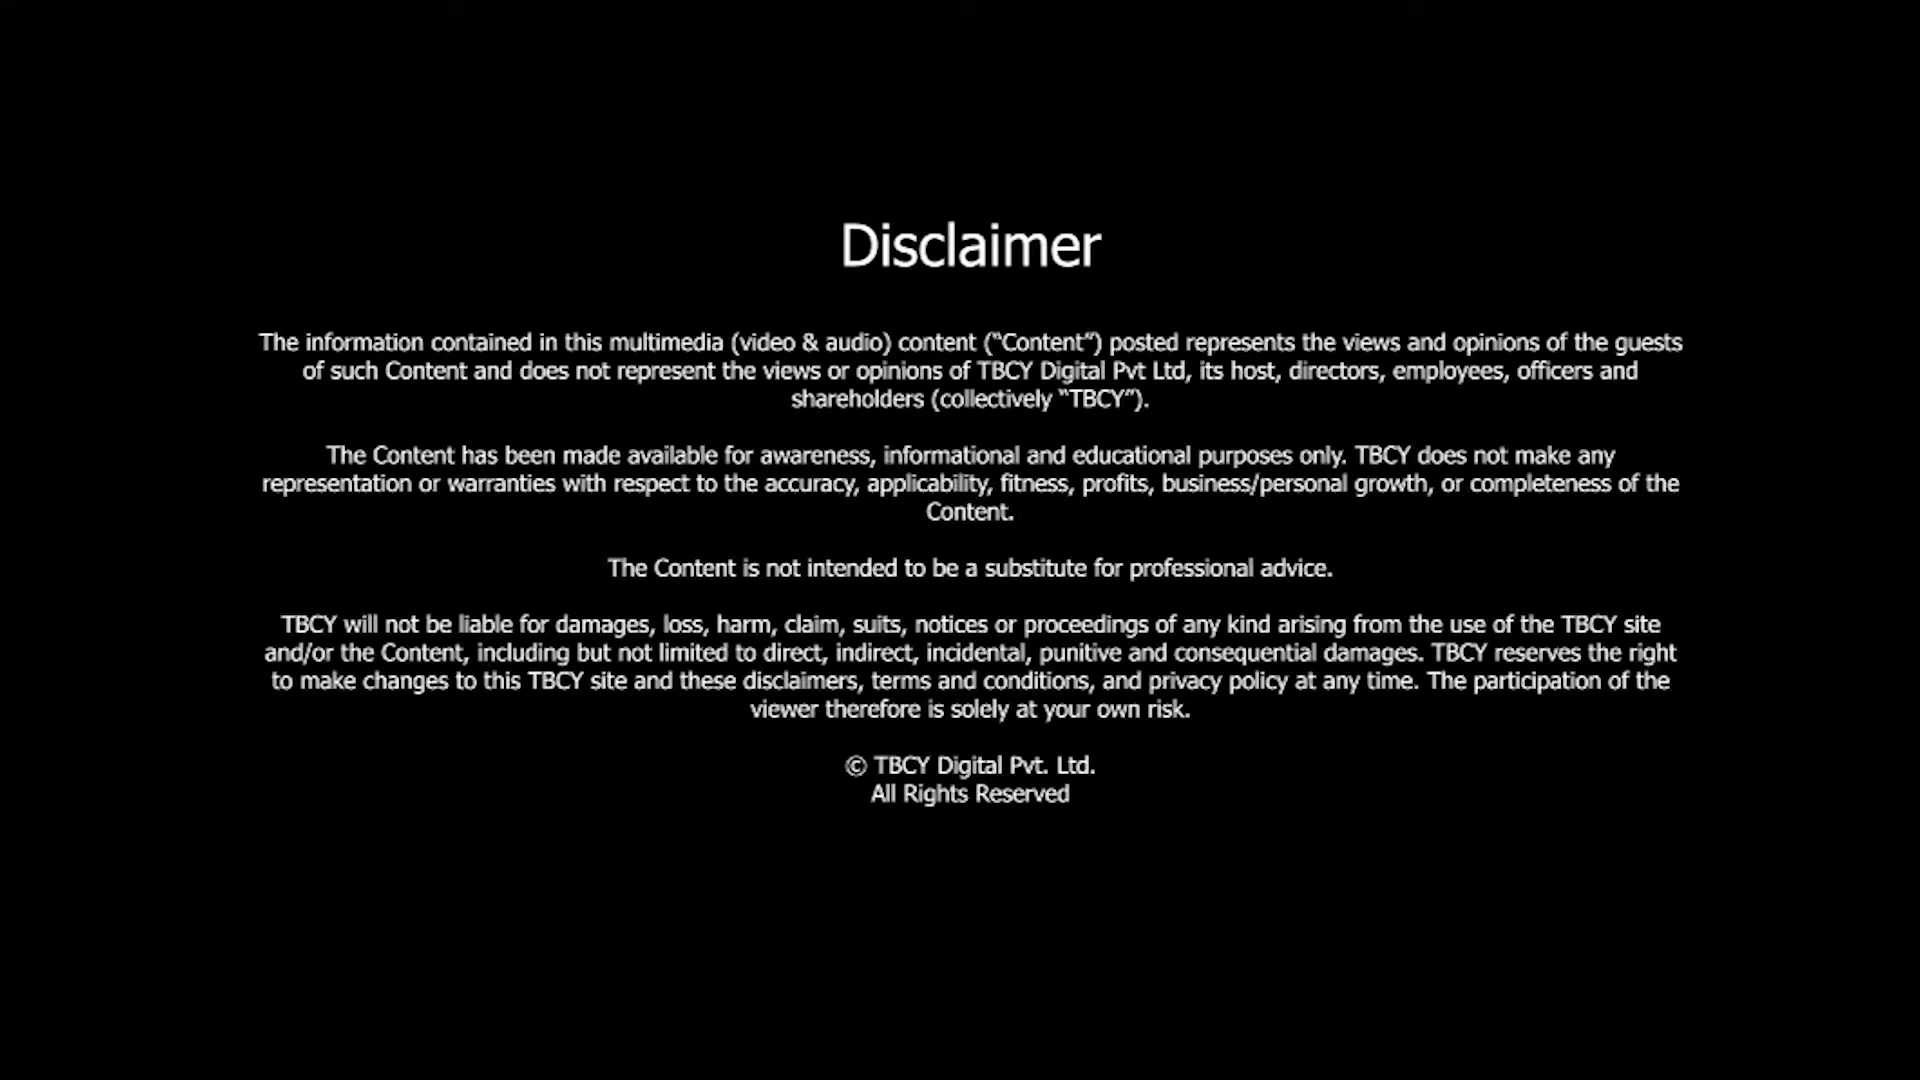 Disclaimer
The information contained in this multimedia (video & audio) content (“Content”) posted represents the views and opinions of the guests
of such Content and does not represent the views or opinions of TBCY Digital Pvt Ltd, its host, directors, employees, officers and
shareholders (collectively “TBCY”).
The Content has been made available for awareness, informational and educational purposes only. TBCY does not make any
representation or warranties with respect to the accuracy, applicability, fitness, profits, business/personal growth, or completeness of the
Content.
The Content is not intended to be a substitute for professional advice.
TBCY will not be liable for damages, loss, harm, claim, suits, notices or proceedings of any kind arising from the use of the TBCY site
and/or the Content, including but not limited to direct, indirect, incidental, punitive and consequential damages. TBCY reserves the right
to make changes to this TBCY site and these disclaimers, terms and conditions, and privacy policy at any time. The participation of the
viewer therefore is solely at your own risk.
© TBCY Digital Pvt. Ltd.
All Rights Reserved